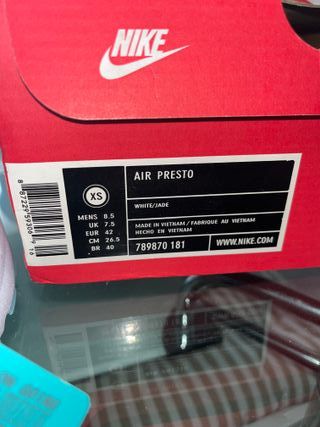 NIKE
AIR PRESTO
XS
WHITE/JADE
MENS 8.5
UK 7.5
EUR 42
CM 26.5
BR 40
MADE IN VIETNAM / FABRIQUE AU VIETNAM
HECHO EN VIETNAM
789870 181
WWW.NIKE.COM